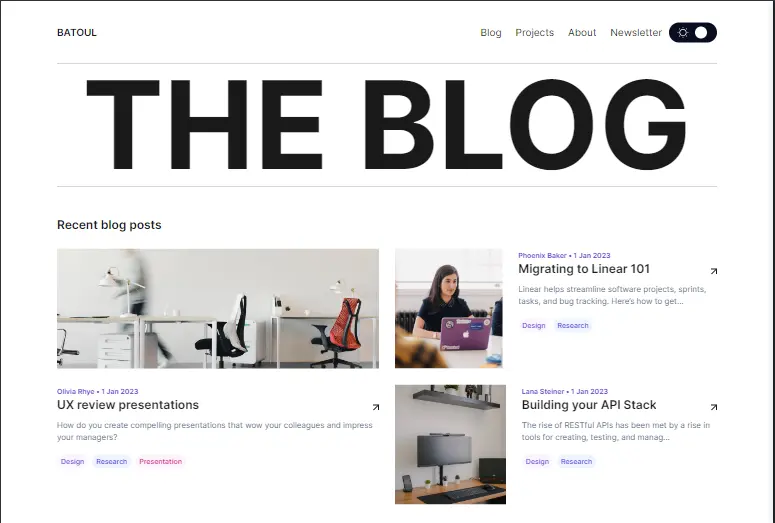 BATOUL
Blog Projects About Newsletter
THE BLOG
Recent blog posts
Olivia Rhye • 1 Jan 2023
UX review presentations
How do you create compelling presentations that wow your colleagues and impress
your managers?
Design Research Presentation
Phoenix Baker • 1 Jan 2023
Migrating to Linear 101
Linear helps streamline software projects, sprints,
tasks, and bug tracking. Here's how to get...
Design Research
Lana Steiner • 1 Jan 2023
Building your API Stack
The rise of RESTful APIs has been met by a rise in
tools for creating, testing, and manag...
Design Research